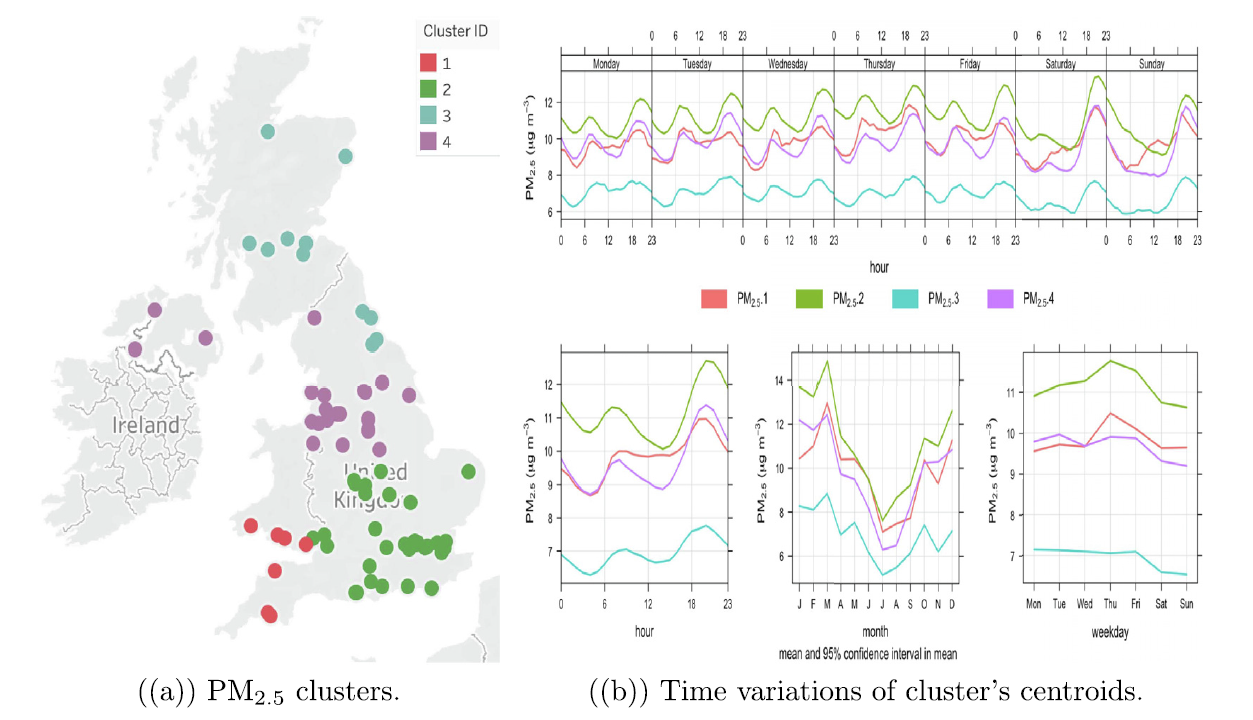 Cluster ID
1
2
3
4
Ireland
United
Kingdo
0 6 12 18 23 0 6 12 18 23 0 6 12 18 23
Monday Tuesday Wednesday Thursday Friday Saturday Sunday
PM2.5 (μg m−3)
12
10
8
6
0 6 12 18 23 0 6 12 18 23 0 6 12 18 23 0 6 12 18 23
hour
PM2.5.1 PM2.5.2 PM2.5.3 PM2.5.4
PM2.5 (μg m−3)
12
11
10
9
8
7
0 6 12 18 23
hour
PM2.5 (μg m−3)
14
12
10
8
6
J F M A M J J A S O N D
month
mean and 95% confidence interval in mean
PM2.5 (μg m−3)
11
10
9
8
7
Mon Tue Wed Thu Fri Sat Sun
weekday
((a)) PM2.5 clusters.
((b)) Time variations of cluster's centroids.